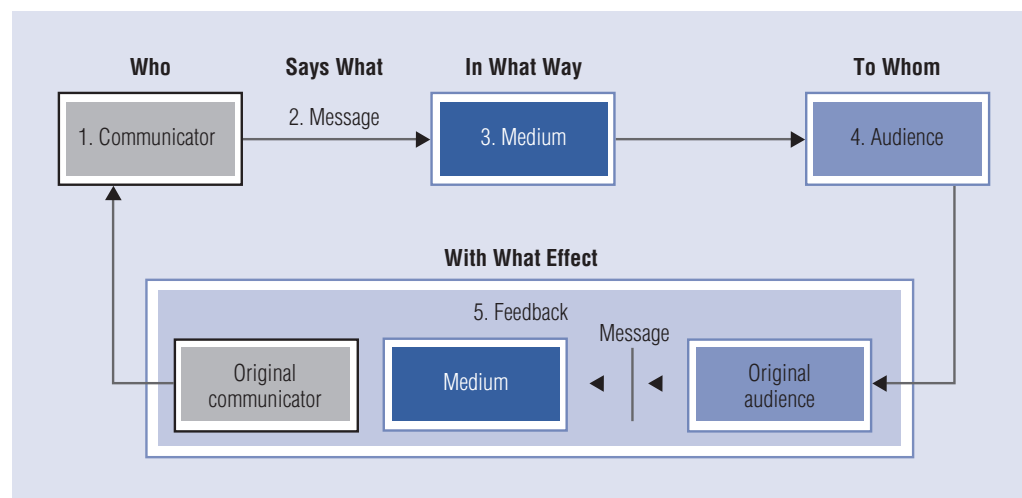 Who
Says What
In What Way
To Whom
1. Communicator
2. Message
3. Medium
4. Audience
With What Effect
5. Feedback
Message
Original
communicator
Medium
Original
audience